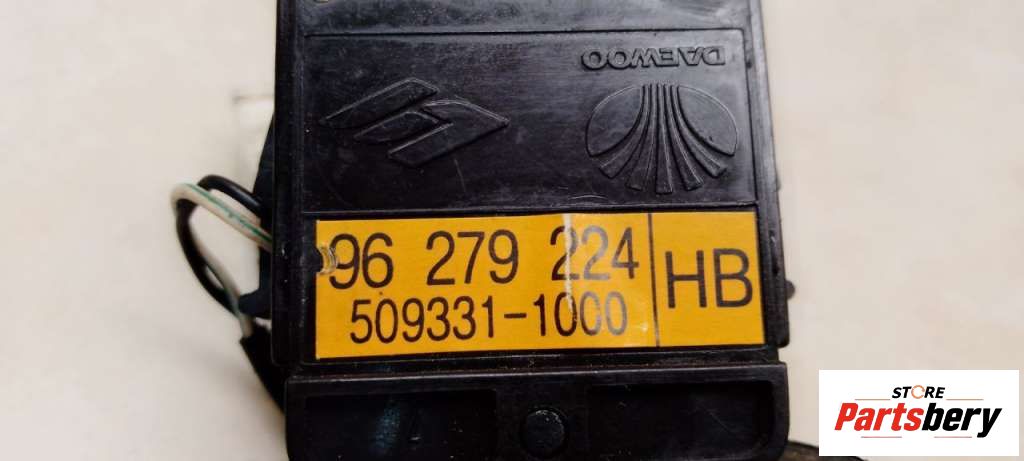 DAEWOO
96 279 224
509331-1000
HB
STORE
Partsbery